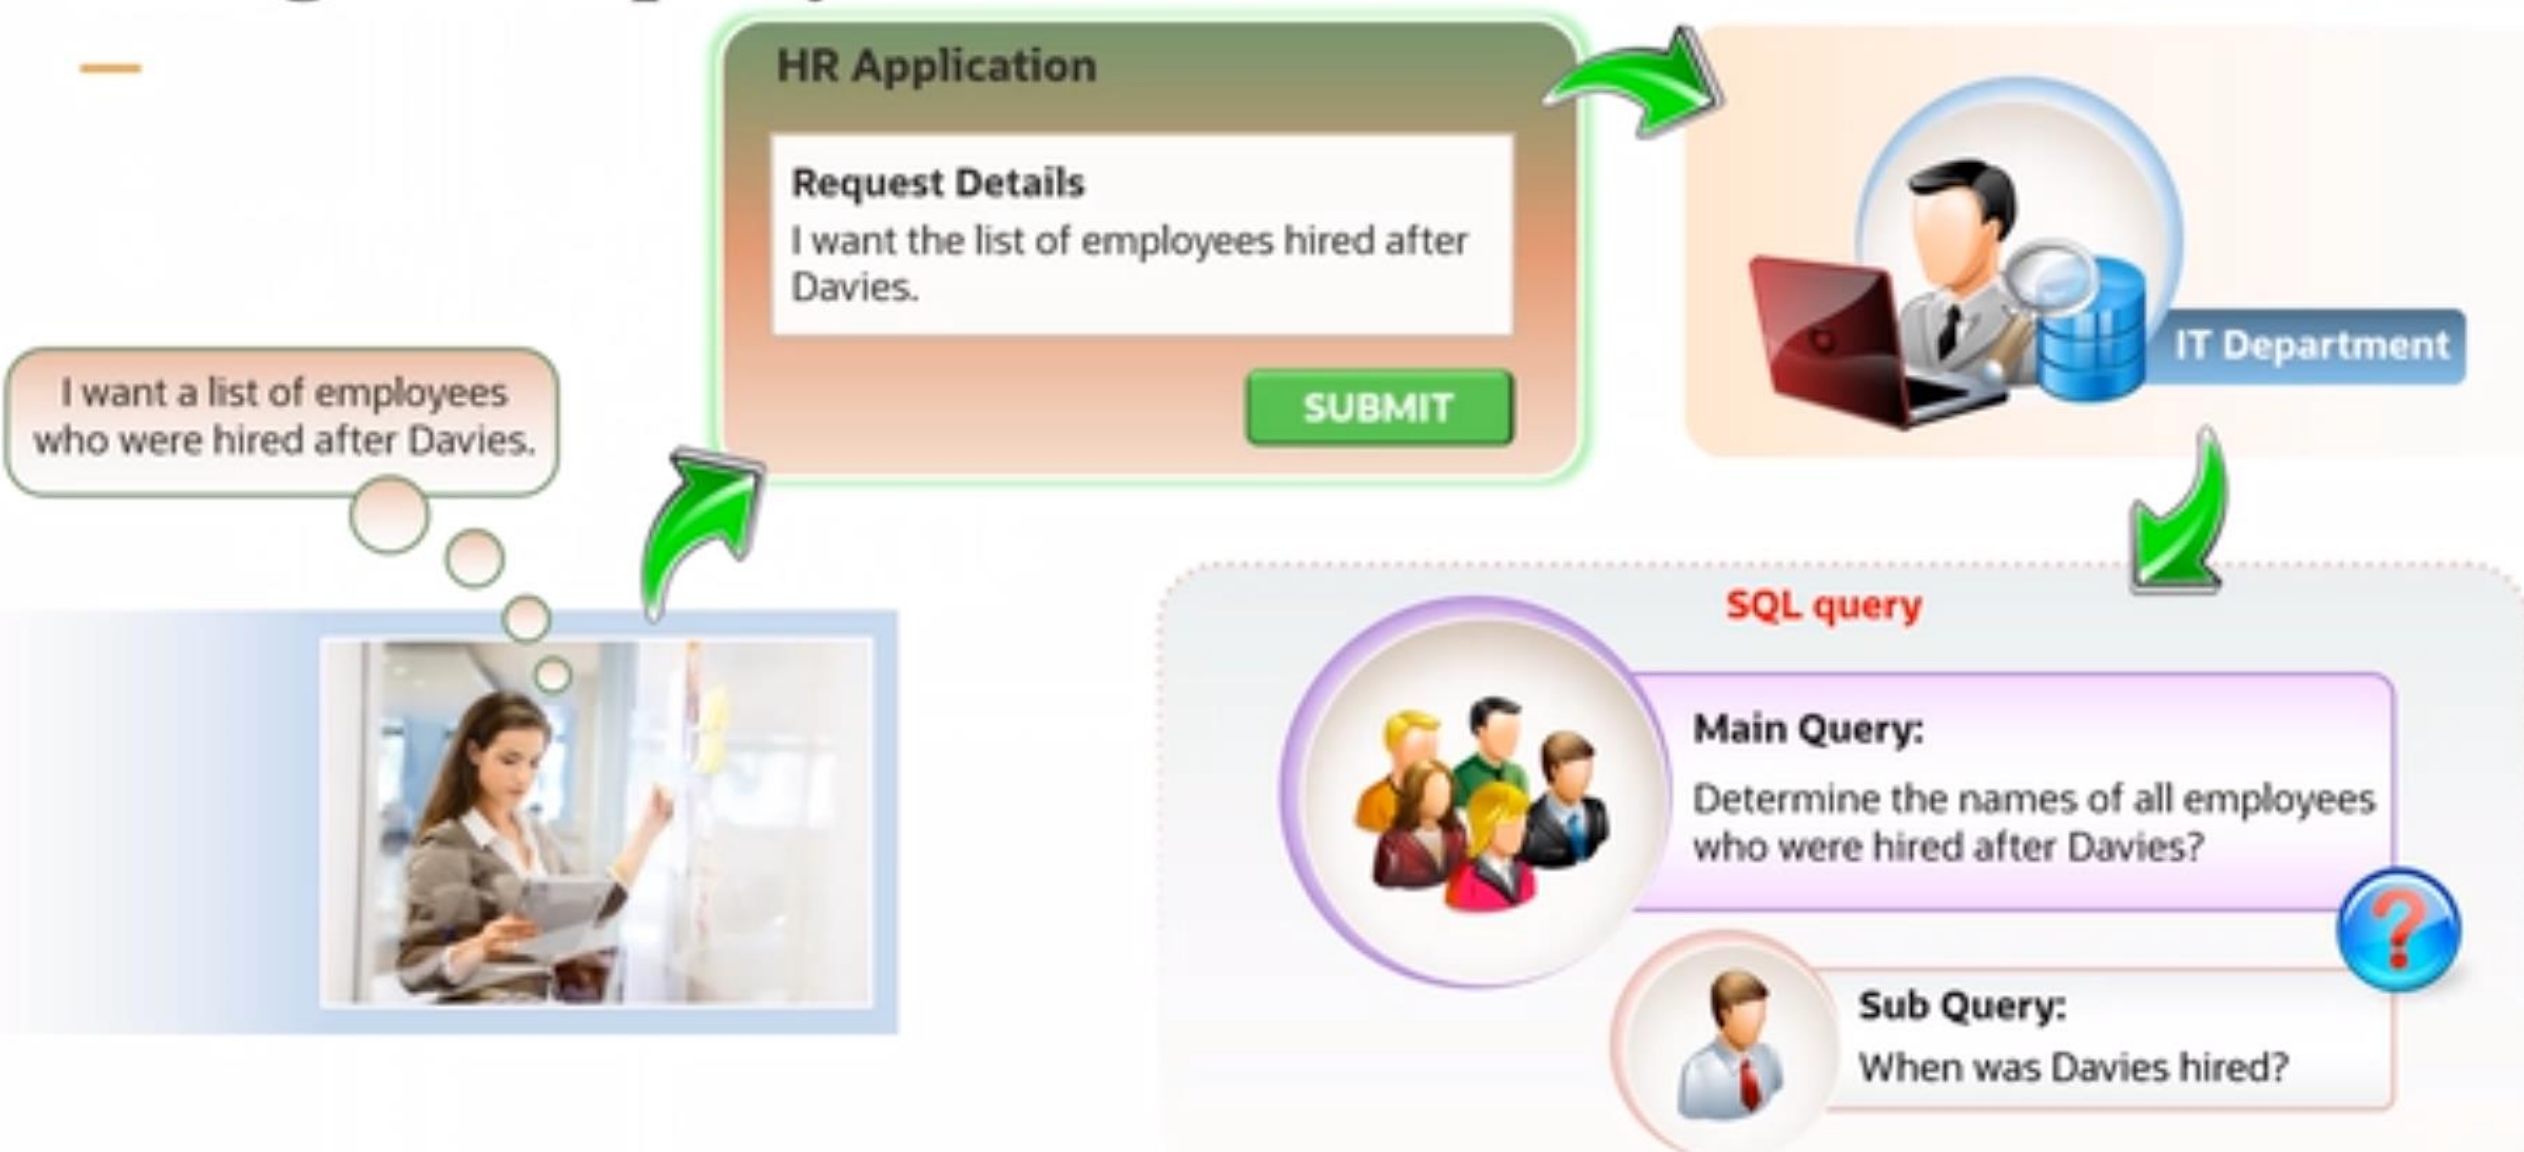 I want a list of employees
who were hired after Davies.
HR Application
Request Details
I want the list of employees hired after
Davies.
SUBMIT
IT Department
SQL query
Main Query:
Determine the names of all employees
who were hired after Davies?
Sub Query:
When was Davies hired?